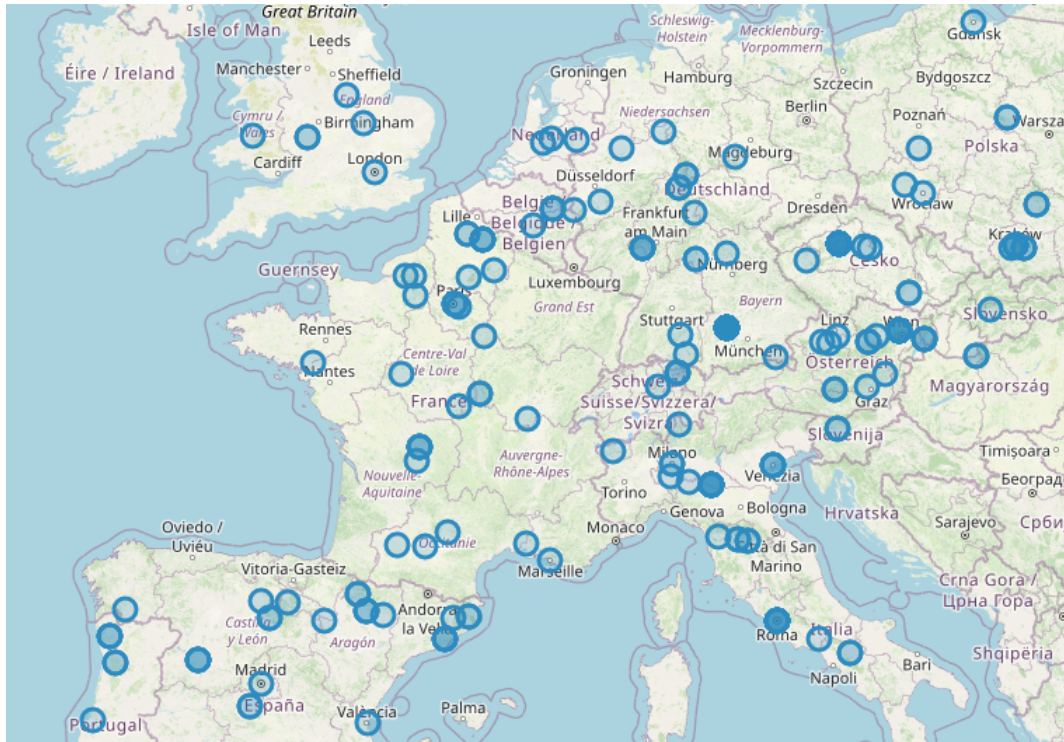 Great Britain
Isle of Man
Leeds
Schleswig-
Holstein
Mecklenburg-
Vorpommern
Gdańsk
Éire / Ireland
Manchester
Sheffield
England
Groningen
Hamburg
Szczecin
Bydgoszcz
Cymru /
Wales
Birmingham
Niedersachsen
Berlin
Poznań
Warsza
Polska
Nederland
Magdeburg
Cardiff
London
Düsseldorf
Deutschland
Dresden
Wrocław
Lille
België /
Belgique /
Belgien
Frankfurt
am Main
Kraków
Česko
Guernsey
Paris
Luxembourg
Nürnberg
Grand Est
Bayern
Slovensko
Rennes
Stuttgart
Linz
Wien
München
Österreich
Centre-Val
de Loire
Nantes
France
Schweiz/
Suisse/Svizzera/
Svizra
Graz
Magyarország
Slovenija
Auvergne-
Rhône-Alpes
Nouvelle-
Aquitaine
Milano
Venezia
Timișoara
Torino
Genova
Bologna
Hrvatska
Београд
Oviedo /
Uviéu
Occitanie
Monaco
Città di San
Marino
Sarajevo
Срби
Marseille
Vitoria-Gasteiz
Andorra
la Vella
Crna Gora /
Црна Гора
Castilla
y León
Aragón
Roma
Italia
Shqipëria
Madrid
Napoli
Bari
España
Palma
València
Portugal